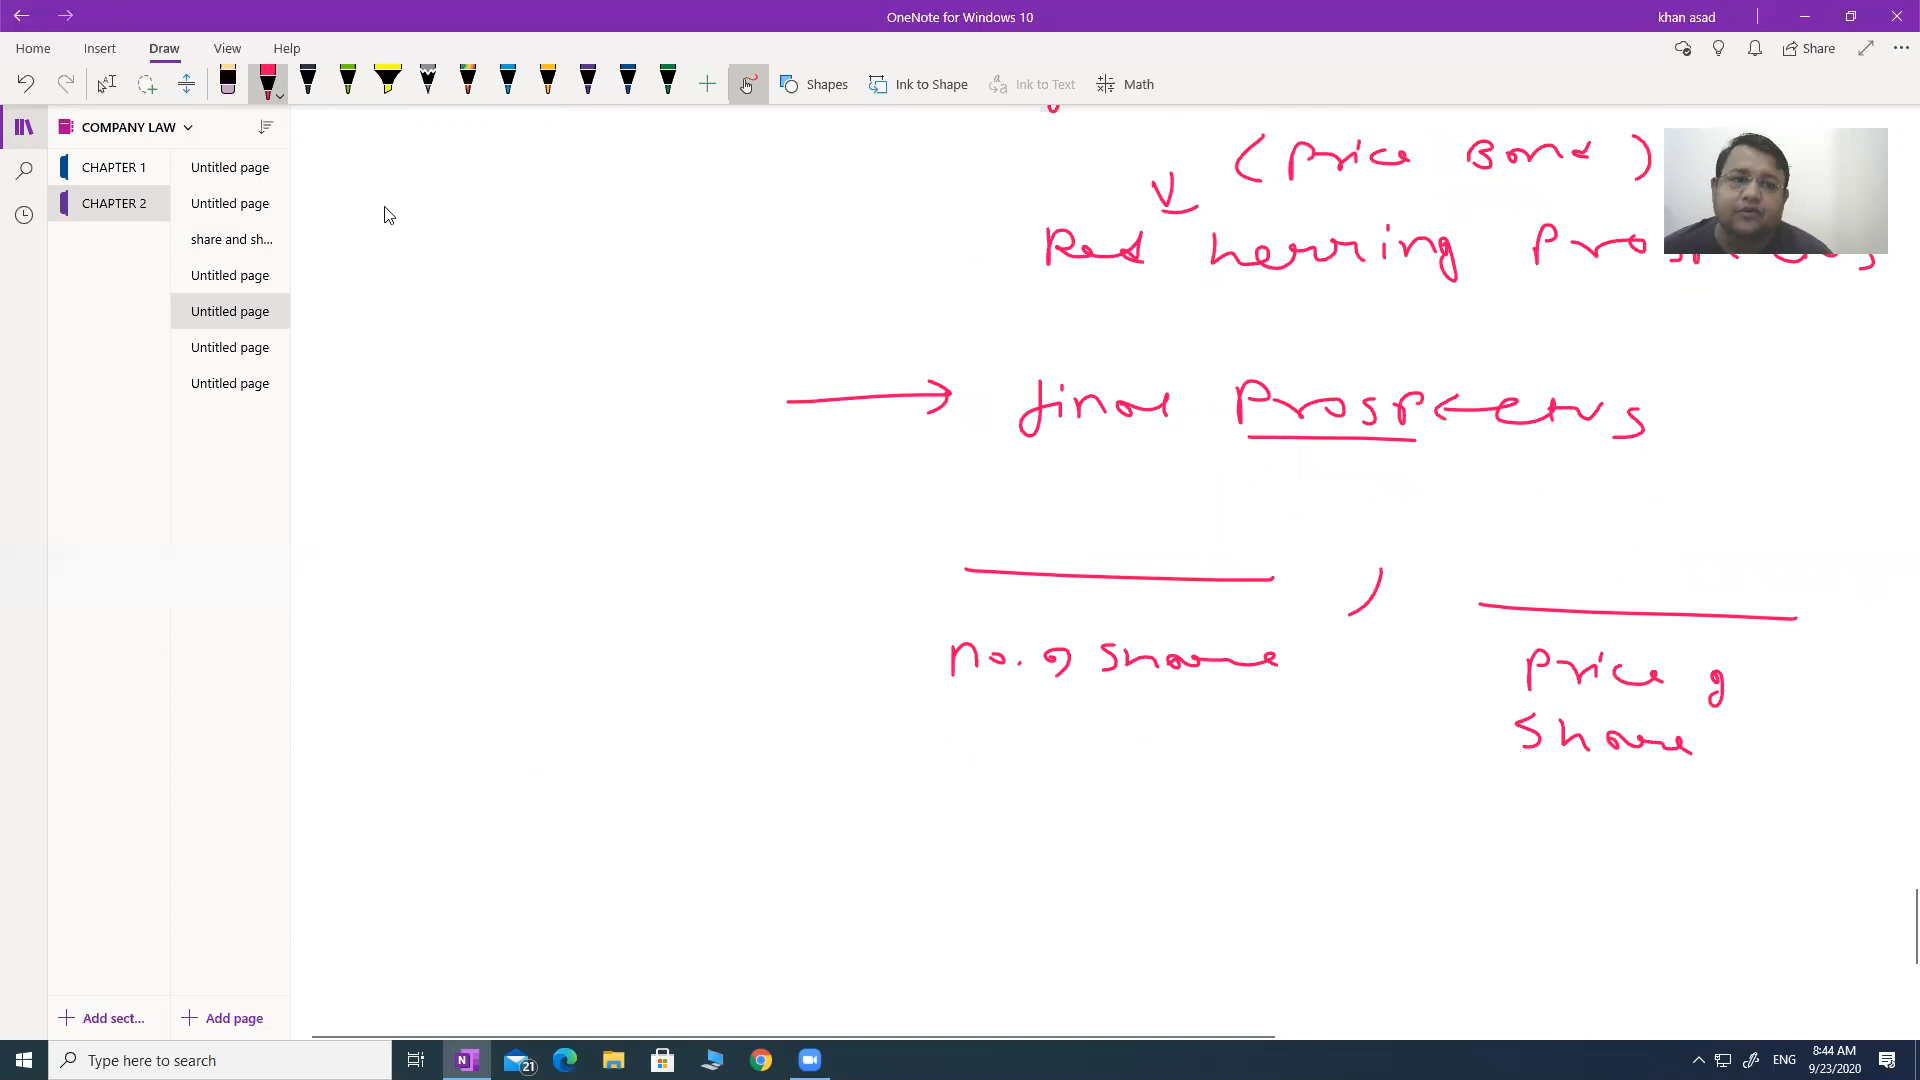 OneNote for Windows 10
khan asad
Home Insert Draw View Help
Share
Shapes Ink to Shape Ink to Text Math
COMPANY LAW
CHAPTER 1
CHAPTER 2
Untitled page
Untitled page
share and sh...
Untitled page
Untitled page
Untitled page
Untitled page
(Price Bond)
Red herring
final Prospectus
,
no. of Share
Price of
Share
Add sect...
Add page
Type here to search
21
ENG
8:44 AM
9/23/2020